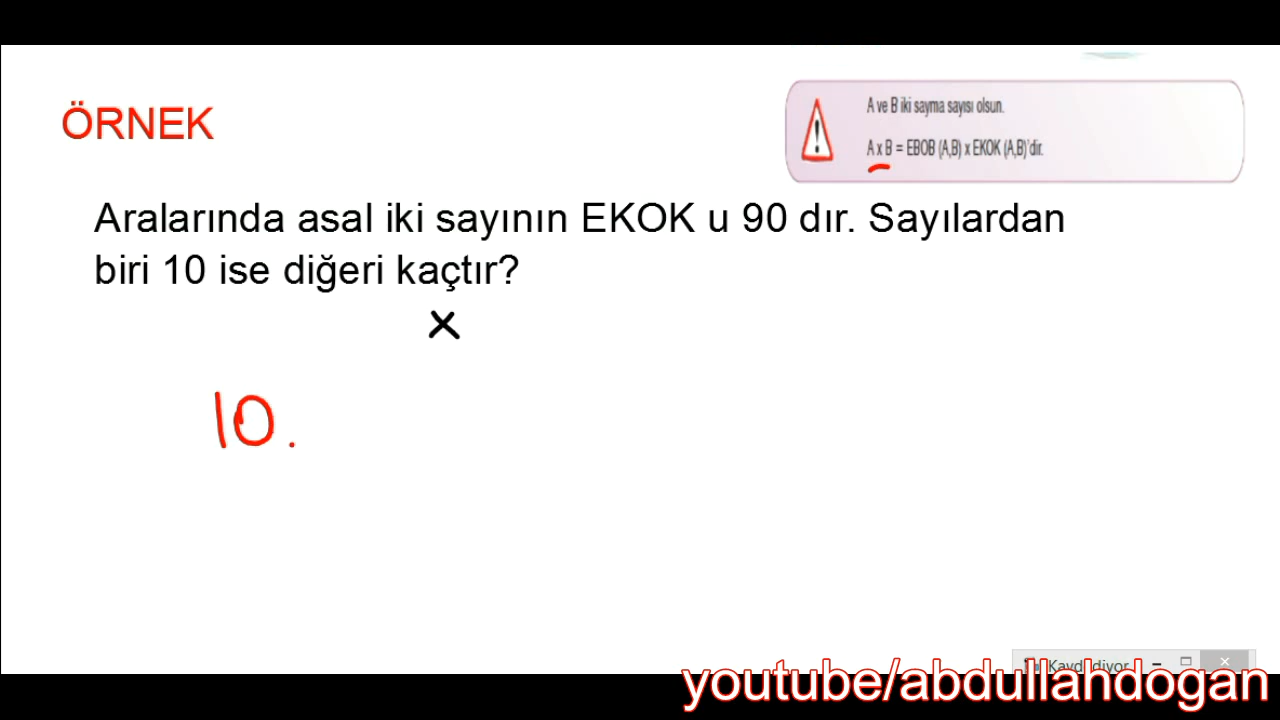 ÖRNEK
A ve B iki sayma sayısı olsun.
A x B = EBOB (A,B) x EKOK (A,B)'dir.
Aralarında asal iki sayının EKOK u 90 dır. Sayılardan
biri 10 ise diğeri kaçtır?
x
10 .
Kaydediyor
youtube/abdullahdogan